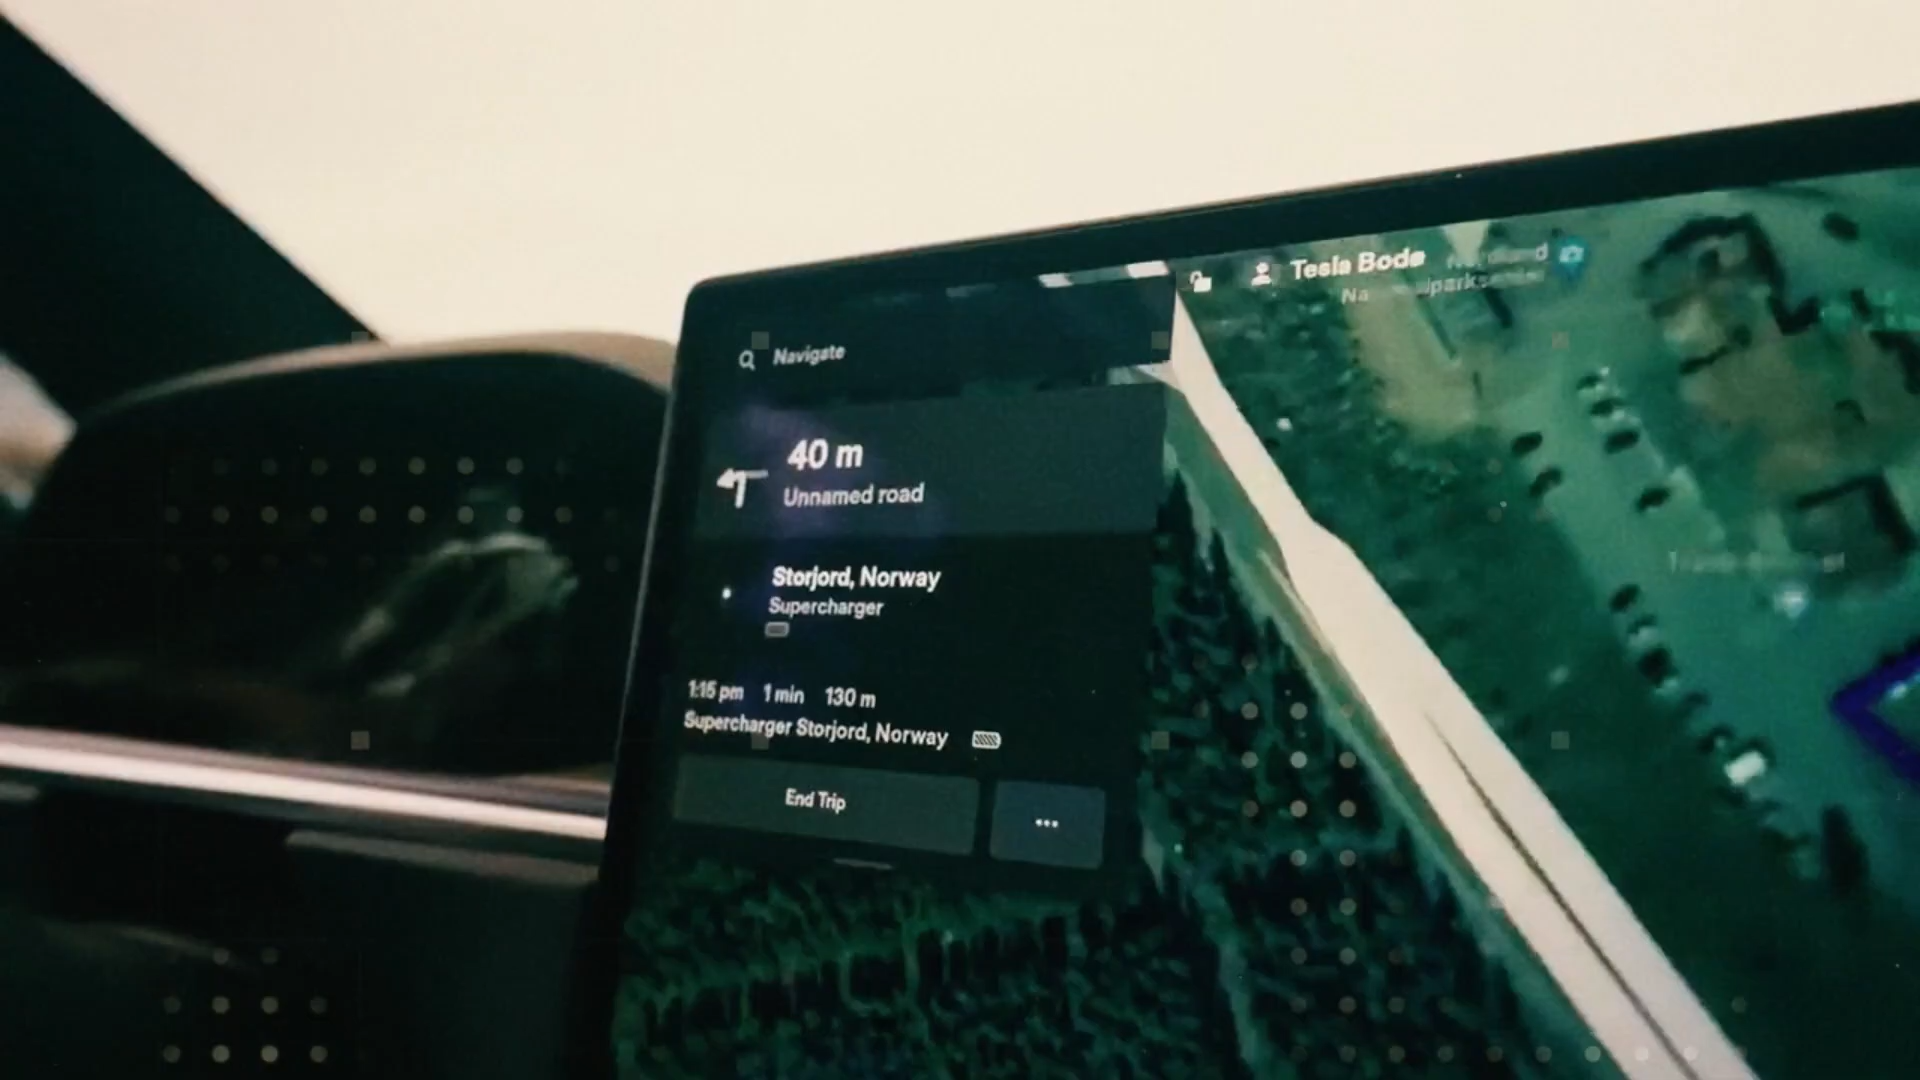 Tesla Bodø
Navigate
40 m
Unnamed road
Storjord, Norway
Supercharger
1:15 pm 1 min 130 m
Supercharger Storjord, Norway
End Trip